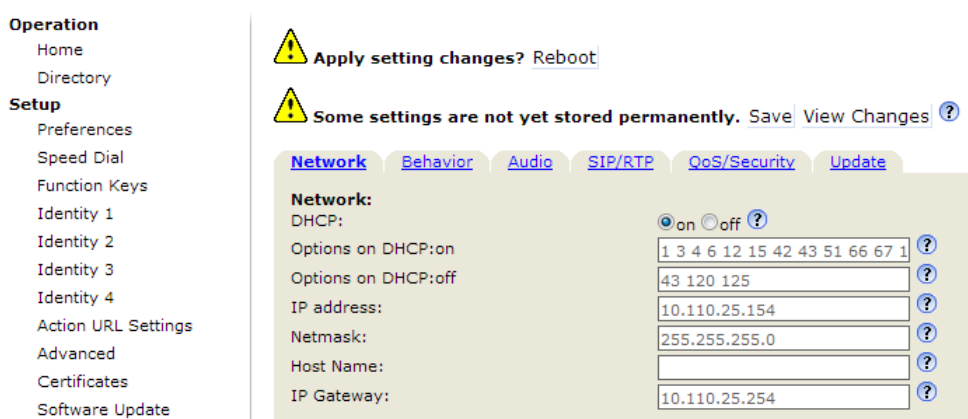 Operation
Home
Directory
Setup
Preferences
Speed Dial
Function Keys
Identity 1
Identity 2
Identity 3
Identity 4
Action URL Settings
Advanced
Certificates
Software Update
Apply setting changes? Reboot
Some settings are not yet stored permanently. Save View Changes ?
Network Behavior Audio SIP/RTP QoS/Security Update
Network:
DHCP: on off ?
Options on DHCP:on 1 3 4 6 12 15 42 43 51 66 67 1 ?
Options on DHCP:off 43 120 125 ?
IP address: 10.110.25.154 ?
Netmask: 255.255.255.0 ?
Host Name: ?
IP Gateway: 10.110.25.254 ?